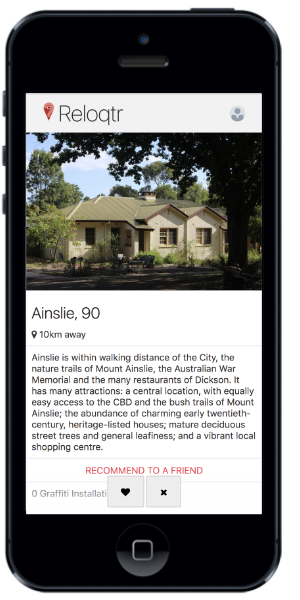 Reloqtr
Ainslie, 90
10km away
Ainslie is within walking distance of the City, the
nature trails of Mount Ainslie, the Australian War
Memorial and the many restaurants of Dickson. It
has many attractions: a central location, with equally
easy access to the CBD and the bush trails of Mount
Ainslie; the abundance of charming early twentieth-
century, heritage-listed houses; mature deciduous
street trees and general leafiness; and a vibrant local
shopping centre.
RECOMMEND TO A FRIEND
0 Graffiti Installati